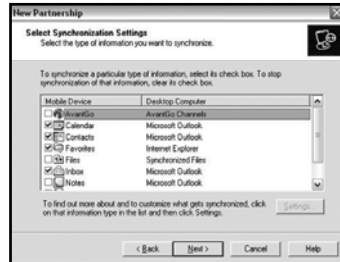 New Partnership
Select Synchronization Settings
Select the type of information you want to synchronize.
To synchronize a particular type of information, select its check box. To stop
synchronization of that information, clear its check box.
Mobile Device Desktop Computer
AvantGo AvantGo Channels
Calendar Microsoft Outlook
Contacts Microsoft Outlook
Favorites Internet Explorer
Files Synchronized Files
Inbox Microsoft Outlook
Notes Microsoft Outlook
To find out more about and to customize what gets synchronized, click
on that information type in the list and then click Settings.
Settings...
< Back Next > Cancel Help